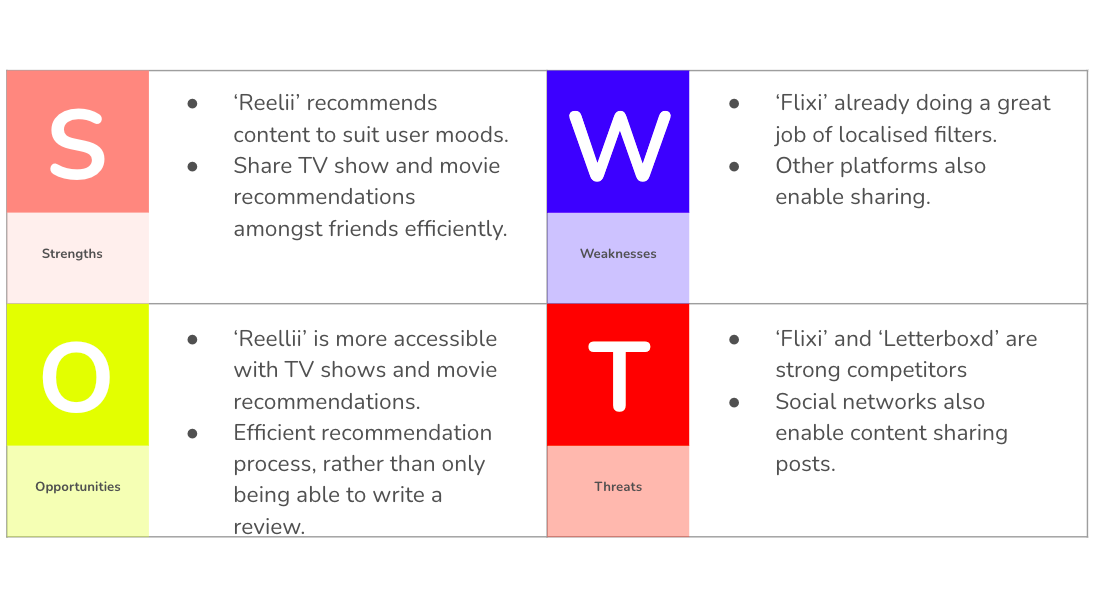 S
Strengths
● ‘Reelii’ recommends
content to suit user moods.
● Share TV show and movie
recommendations
amongst friends efficiently.
W
Weaknesses
● ‘Flixi’ already doing a great
job of localised filters.
● Other platforms also
enable sharing.
O
Opportunities
● ‘Reellii’ is more accessible
with TV shows and movie
recommendations.
● Efficient recommendation
process, rather than only
being able to write a
review.
T
Threats
● ‘Flixi’ and ‘Letterboxd’ are
strong competitors
● Social networks also
enable content sharing
posts.